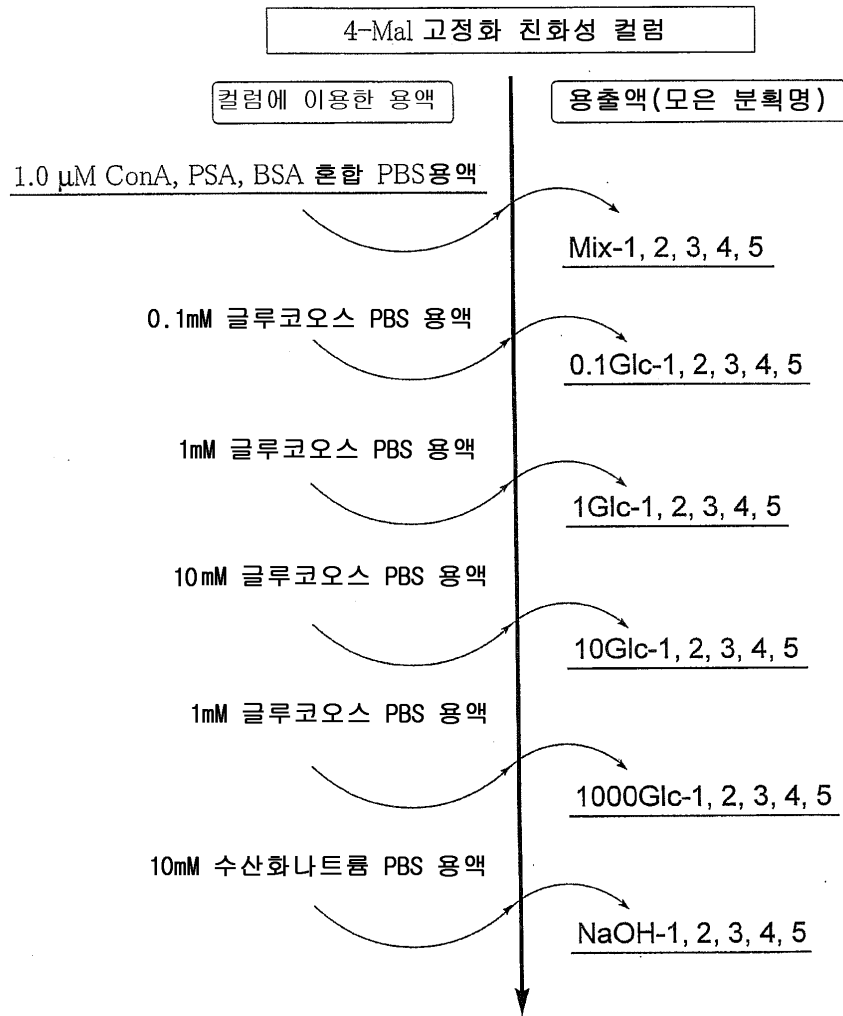 4-Mal 고정화 친화성 컬럼
컬럼에 이용한 용액
용출액(모은 분획명)
1.0 μM ConA, PSA, BSA 혼합 PBS용액
Mix-1, 2, 3, 4, 5
0.1mM 글루코오스 PBS 용액
0.1Glc-1, 2, 3, 4, 5
1mM 글루코오스 PBS 용액
1Glc-1, 2, 3, 4, 5
10mM 글루코오스 PBS 용액
10Glc-1, 2, 3, 4, 5
1mM 글루코오스 PBS 용액
1000Glc-1, 2, 3, 4, 5
10mM 수산화나트륨 PBS 용액
NaOH-1, 2, 3, 4, 5